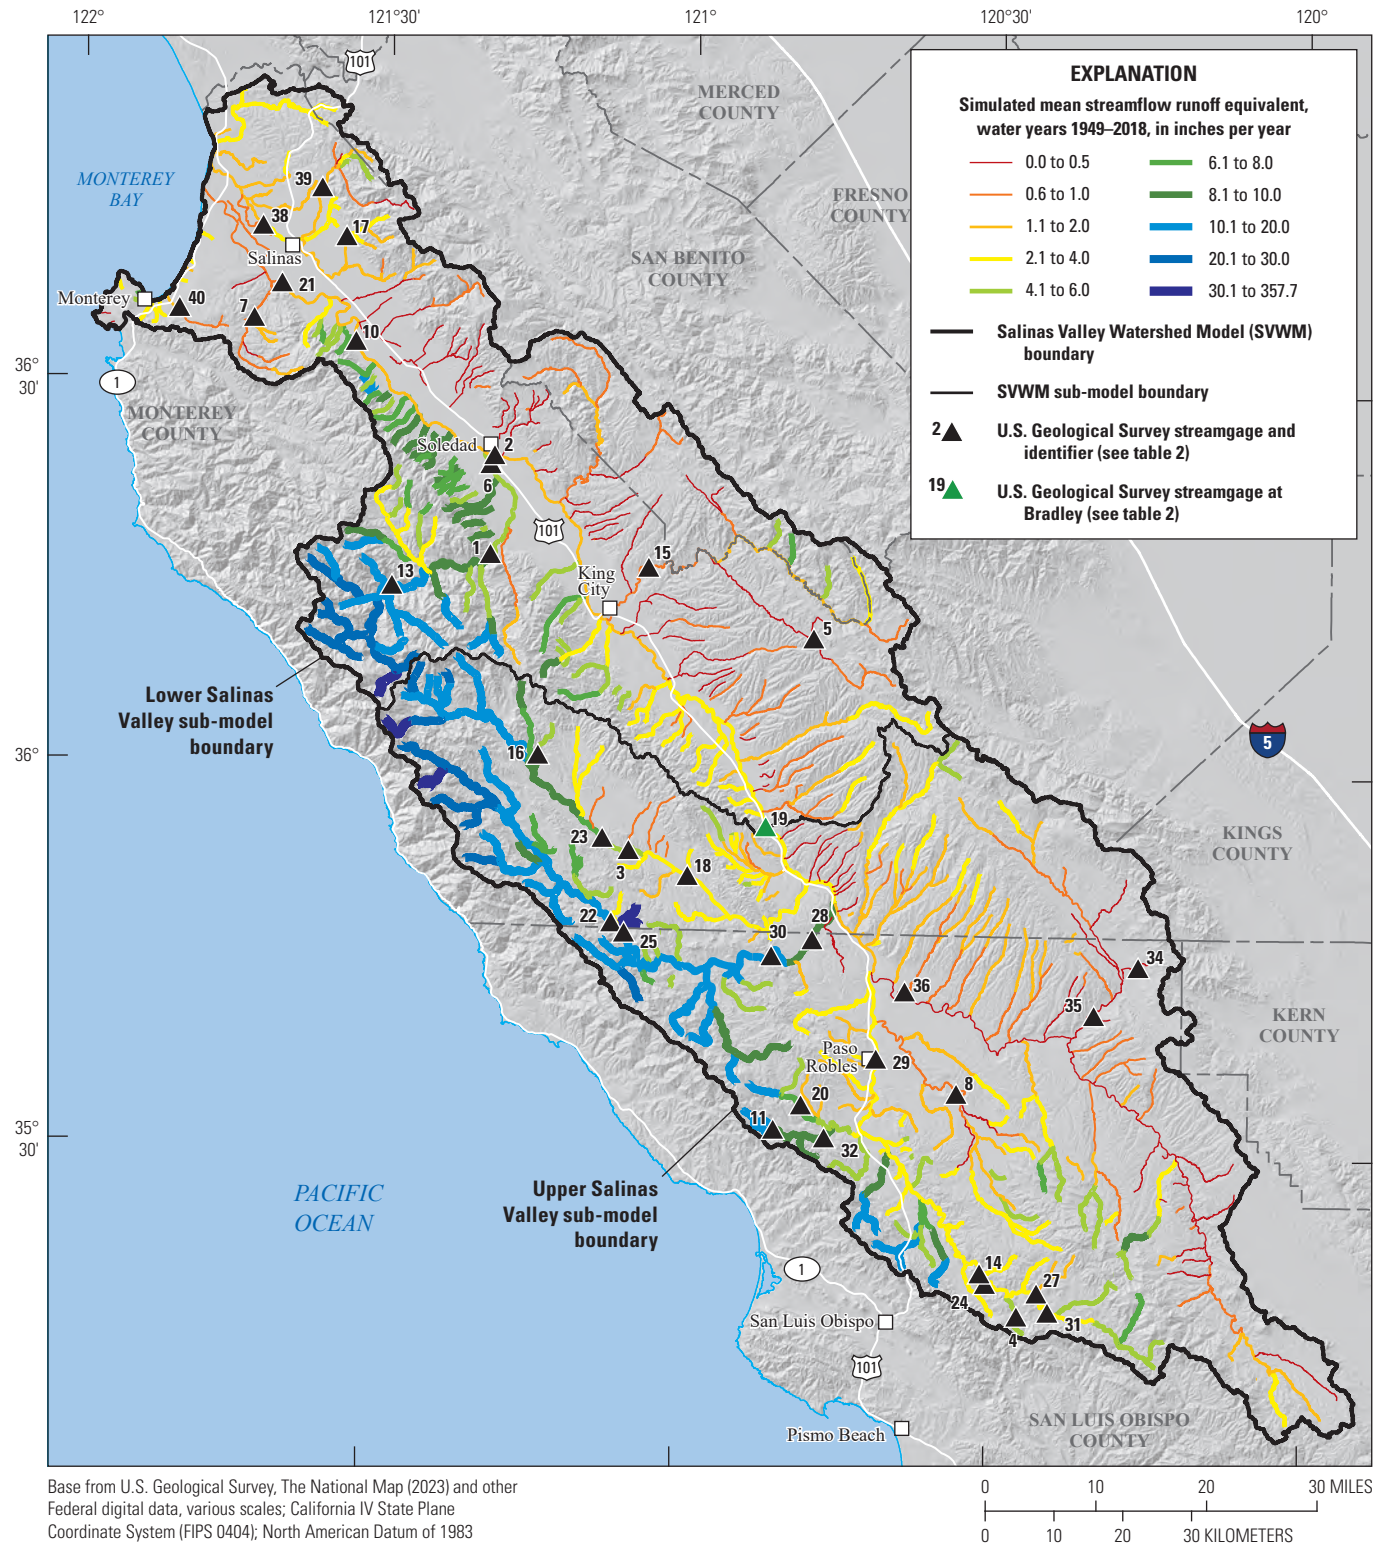 122°
121°30'
121°
120°30'
120°
EXPLANATION
Simulated mean streamflow runoff equivalent,
water years 1949–2018, in inches per year
0.0 to 0.5
0.6 to 1.0
1.1 to 2.0
2.1 to 4.0
4.1 to 6.0
6.1 to 8.0
8.1 to 10.0
10.1 to 20.0
20.1 to 30.0
30.1 to 357.7
Salinas Valley Watershed Model (SVWM)
boundary
SVWM sub-model boundary
2
U.S. Geological Survey streamgage and
identifier (see table 2)
19
U.S. Geological Survey streamgage at
Bradley (see table 2)
101
MERCED
COUNTY
MONTEREY
BAY
FRESNO
COUNTY
SAN BENITO
COUNTY
39
38
17
Salinas
21
Monterey
40
7
10
36°
30'
1
MONTEREY
COUNTY
Soledad
2
6
101
1
13
15
King
City
5
Lower Salinas
Valley sub-model
boundary
36°
16
5
19
23
3
18
KINGS
COUNTY
22
25
30
28
34
36
35
KERN
COUNTY
Paso
Robles
29
8
20
11
32
35°
30'
PACIFIC
OCEAN
Upper Salinas
Valley sub-model
boundary
1
14
24
27
31
4
San Luis Obispo
101
SAN LUIS OBISPO
COUNTY
Pismo Beach
Base from U.S. Geological Survey, The National Map (2023) and other
Federal digital data, various scales; California IV State Plane
Coordinate System (FIPS 0404); North American Datum of 1983
0 10 20 30 MILES
0 10 20 30 KILOMETERS